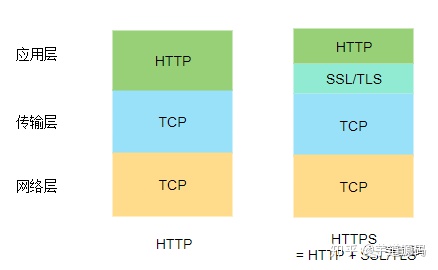 应用层
HTTP
HTTP
SSL/TLS
传输层
TCP
TCP
网络层
TCP
TCP
HTTP
HTTPS
= HTTP + SSL/TLS
知乎